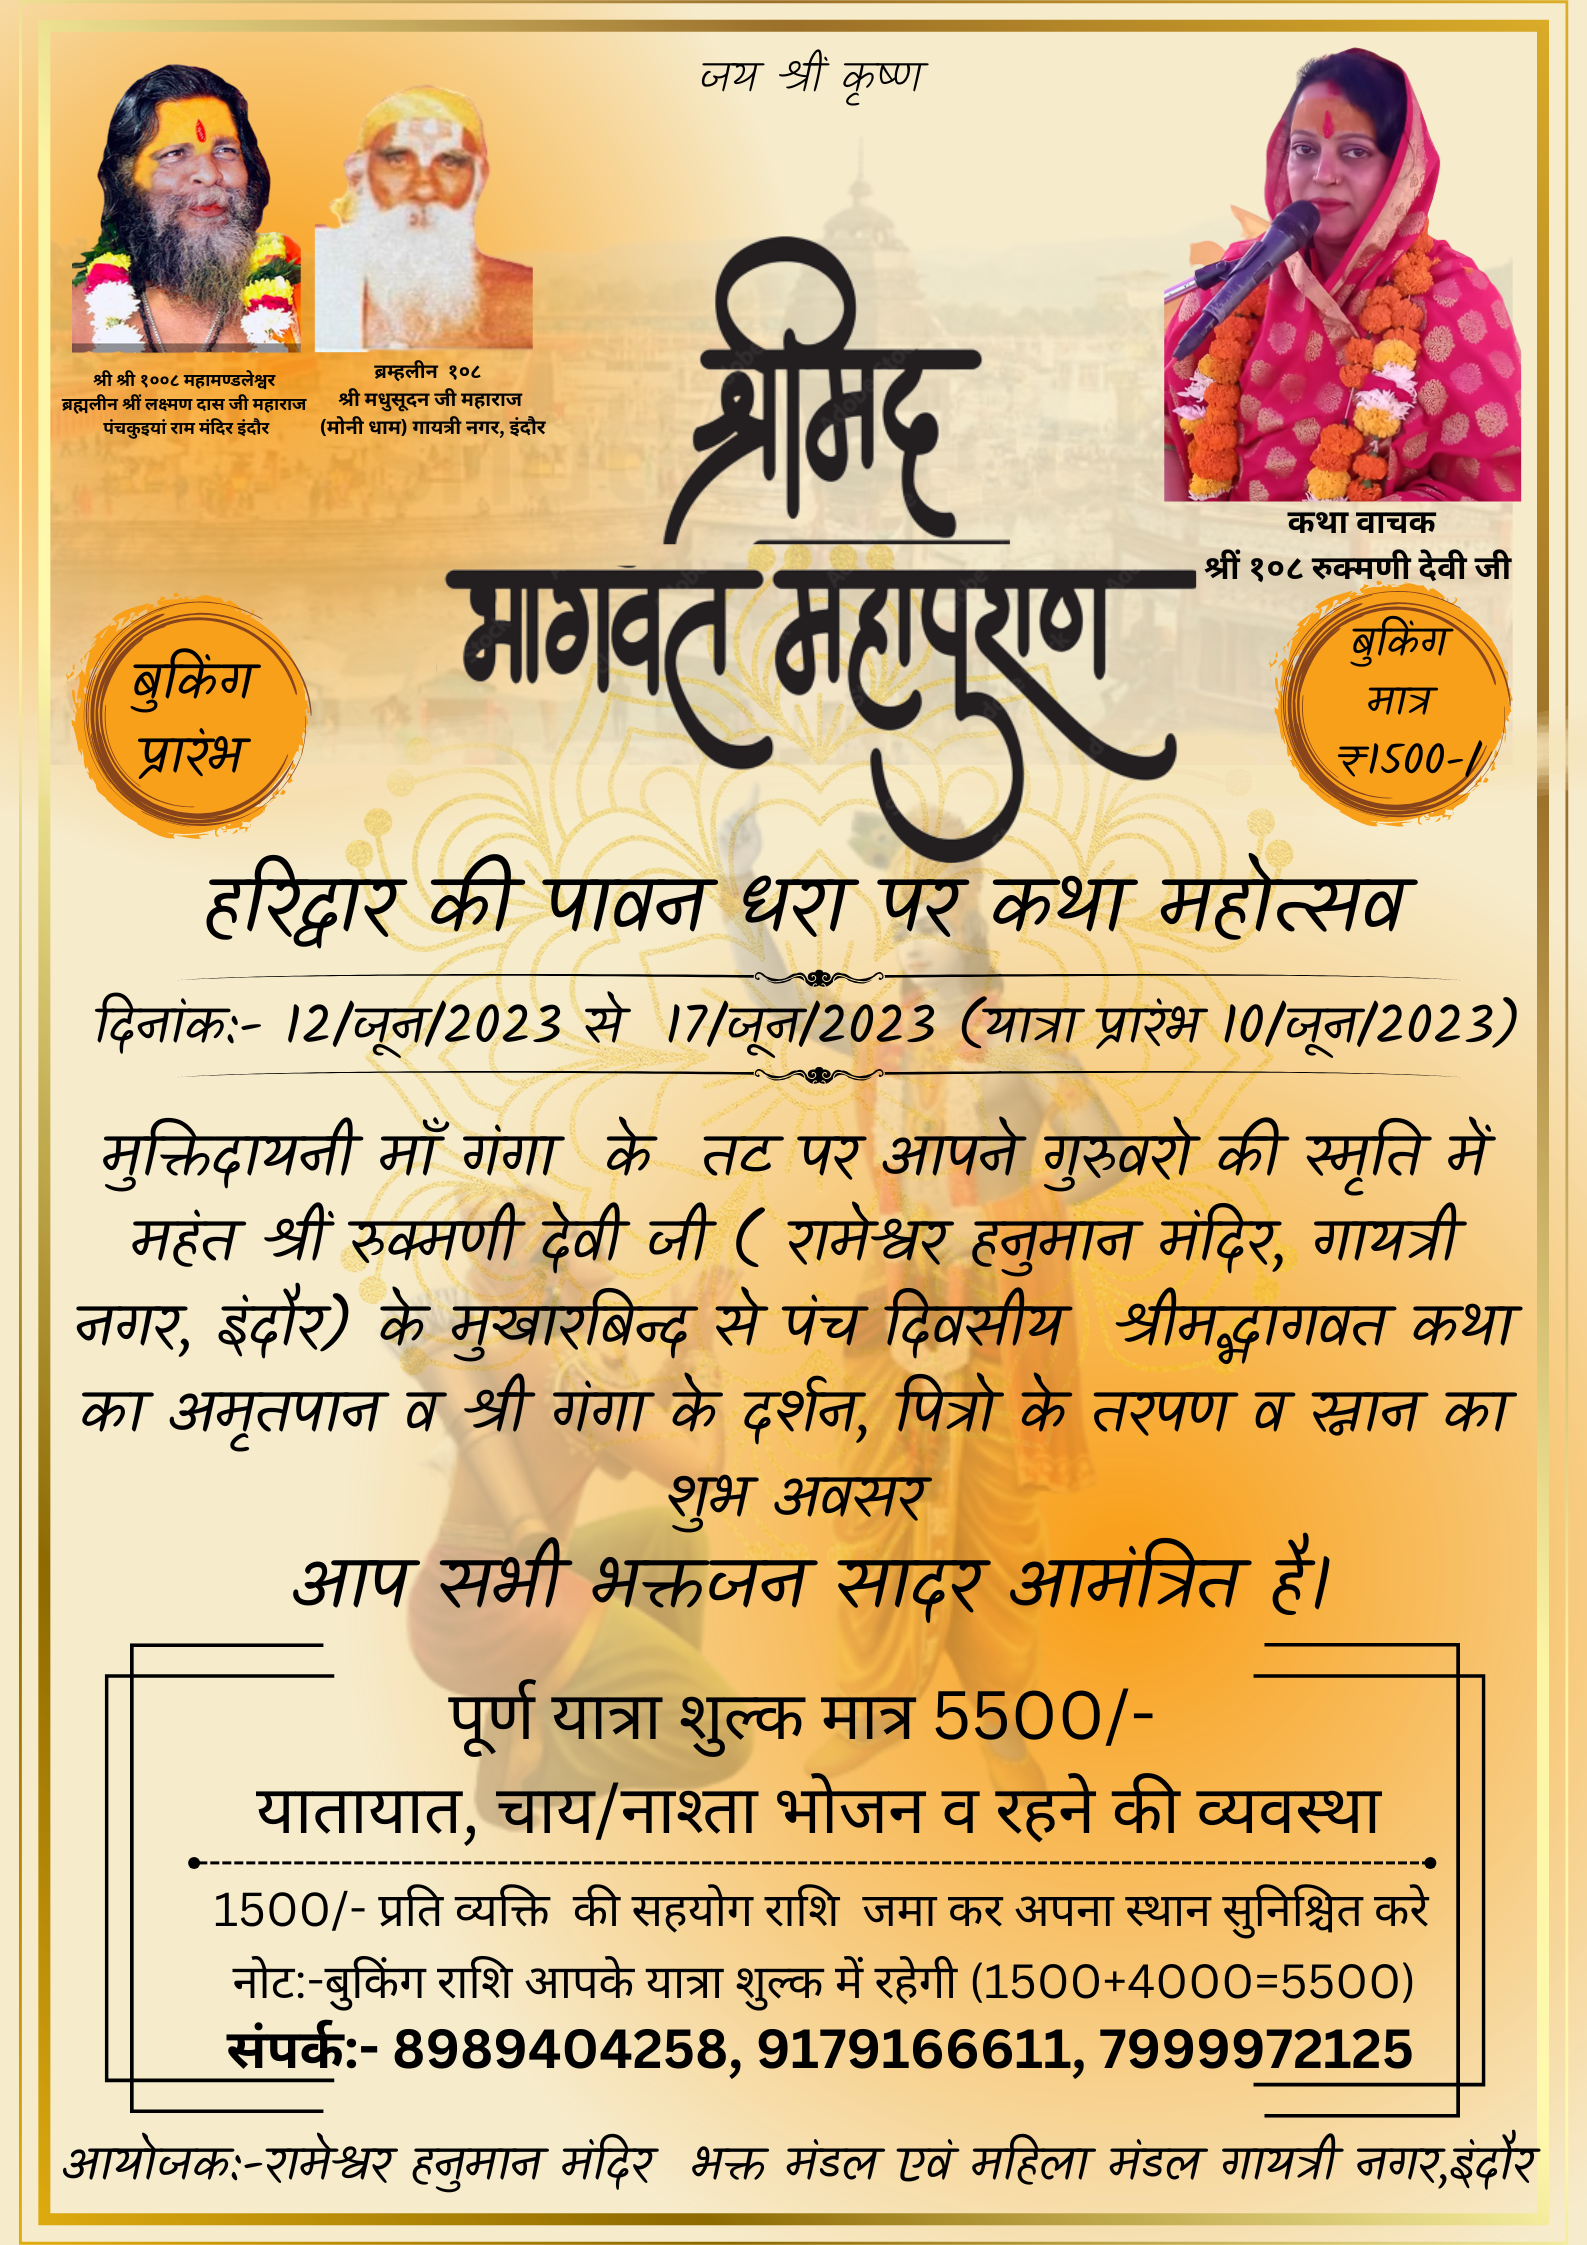 जय श्रीं कृष्ण
श्री श्री १००८ महामण्डलेश्वर
ब्रह्मलीन श्रीं लक्ष्मण दास जी महाराज
पंचकुइयां राम मंदिर इंदौर
ब्रम्हलीन १०८
श्री मधुसूदन जी महाराज
(मोनी धाम) गायत्री नगर, इंदौर
श्रीमद
भागवत महापुराण
कथा वाचक
श्रीं १०८ रुक्मणी देवी जी
बुकिंग
प्रारंभ
बुकिंग
मात्र
₹1500-/
हरिद्वार की पावन धरा पर कथा महोत्सव
दिनांक:- 12/जून/2023 से 17/जून/2023 (यात्रा प्रारंभ 10/जून/2023)
मुक्तिदायनी माँ गंगा के तट पर आपने गुरुवरो की स्मृति में
महंत श्रीं रुक्मणी देवी जी ( रामेश्वर हनुमान मंदिर, गायत्री
नगर, इंदौर) के मुखारबिन्द से पंच दिवसीय श्रीमद्भागवत कथा
का अमृतपान व श्री गंगा के दर्शन, पित्रो के तरपण व स्नान का
शुभ अवसर
आप सभी भक्तजन सादर आमंत्रित है।
पूर्ण यात्रा शुल्क मात्र 5500/-
यातायात, चाय/नाश्ता भोजन व रहने की व्यवस्था
1500/- प्रति व्यक्ति की सहयोग राशि जमा कर अपना स्थान सुनिश्चित करे
नोट:-बुकिंग राशि आपके यात्रा शुल्क में रहेगी (1500+4000=5500)
संपर्क:- 8989404258, 9179166611, 7999972125
आयोजक:-रामेश्वर हनुमान मंदिर भक्त मंडल एवं महिला मंडल गायत्री नगर,इंदौर